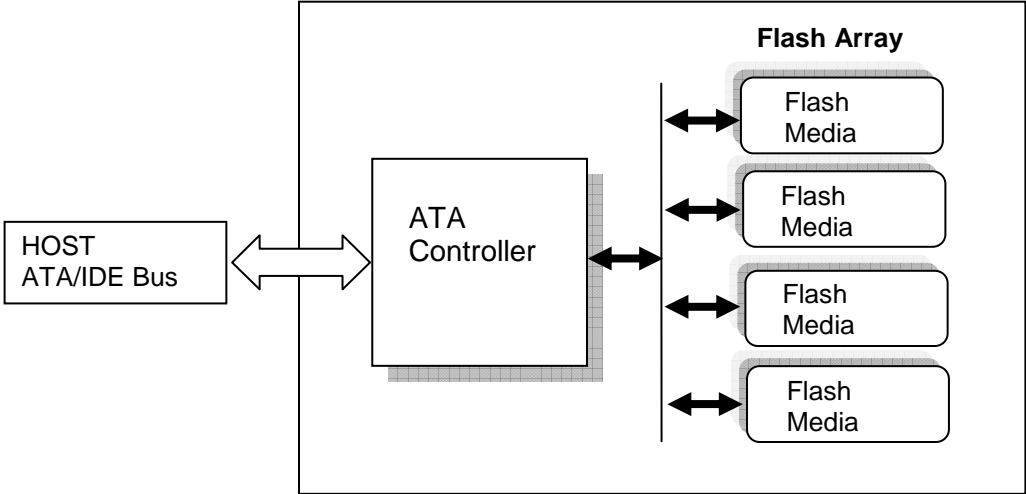 Flash Array
Flash
Media
Flash
Media
Flash
Media
Flash
Media
ATA
Controller
HOST
ATA/IDE Bus